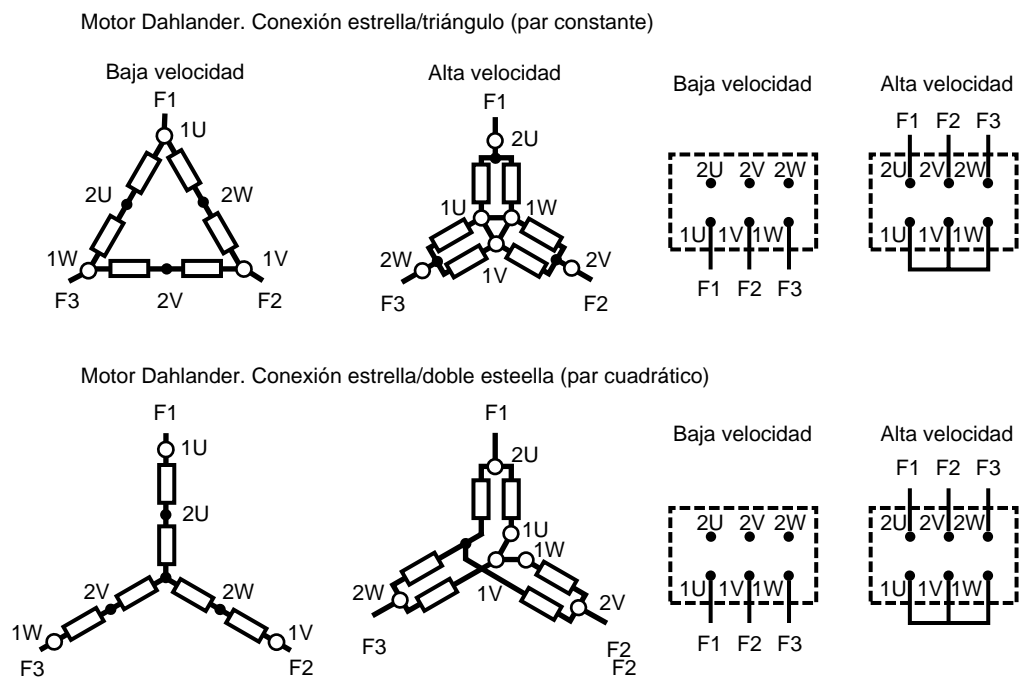 Motor Dahlander. Conexión estrella/triángulo (par constante)
Baja velocidad
Alta velocidad
Baja velocidad
Alta velocidad
F1
1U
2U
2W
1W
1V
F3
2V
F2
F1
2U
1U
1W
2W
1V
2V
F3
F2
2U 2V 2W
1U 1V 1W
F1 F2 F3
F1 F2 F3
2U 2V 2W
1U 1V 1W
Motor Dahlander. Conexión estrella/doble esteella (par cuadrático)
Baja velocidad
Alta velocidad
F1
1U
2U
2V
2W
1W
1V
F3
F2
F1
2U
1U
1W
2W
1V
2V
F3
F2
F2
2U 2V 2W
1U 1V 1W
F1 F2 F3
F1 F2 F3
2U 2V 2W
1U 1V 1W